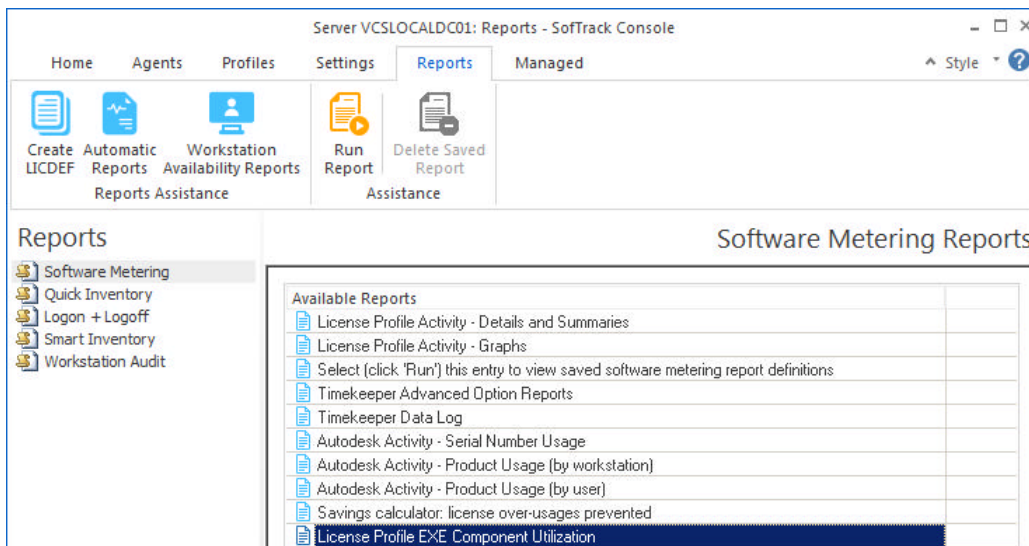 Server VCSLOCALDC01: Reports - SofTrack Console
Home Agents Profiles Settings Reports Managed Style
Create LICDEF
Automatic Reports
Workstation Availability Reports
Reports Assistance
Run Report
Delete Saved Report
Assistance
Reports
Software Metering
Quick Inventory
Logon + Logoff
Smart Inventory
Workstation Audit
Software Metering Reports
Available Reports
License Profile Activity - Details and Summaries
License Profile Activity - Graphs
Select (click 'Run') this entry to view saved software metering report definitions
Timekeeper Advanced Option Reports
Timekeeper Data Log
Autodesk Activity - Serial Number Usage
Autodesk Activity - Product Usage (by workstation)
Autodesk Activity - Product Usage (by user)
Savings calculator: license over-usages prevented
License Profile EXE Component Utilization